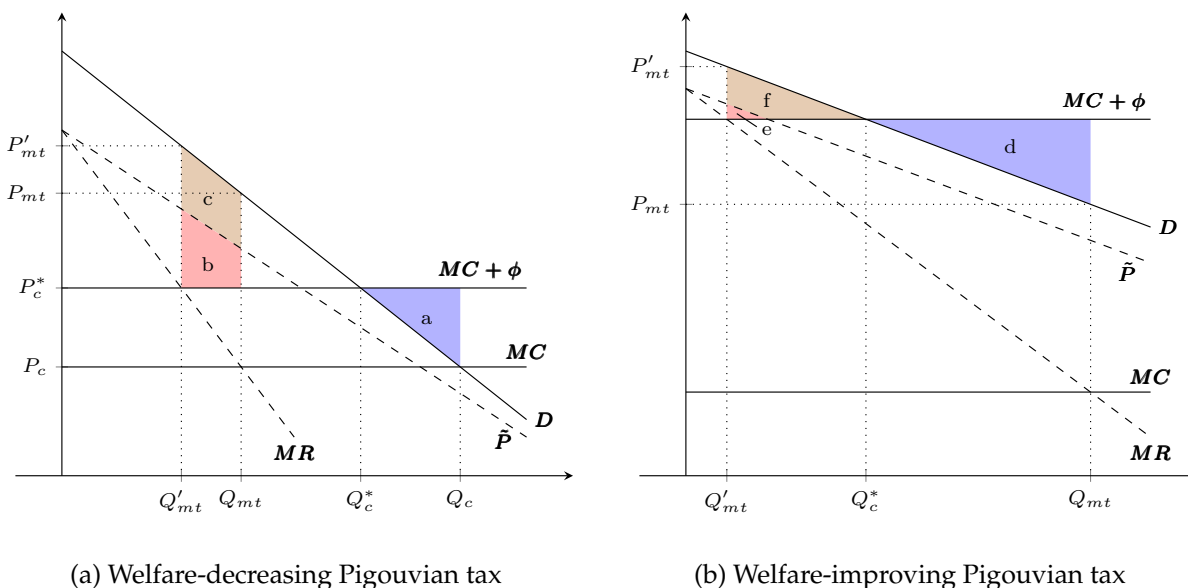 P'_{mt}
P_{mt}
P^*_c
P_c
c
b
a
MC + ϕ
MC
D
P̃
MR
Q'_{mt}
Q_{mt}
Q^*_c
Q_c
(a) Welfare-decreasing Pigouvian tax
P'_{mt}
P_{mt}
f
e
d
MC + ϕ
D
P̃
MC
MR
Q'_{mt}
Q^*_c
Q_{mt}
(b) Welfare-improving Pigouvian tax